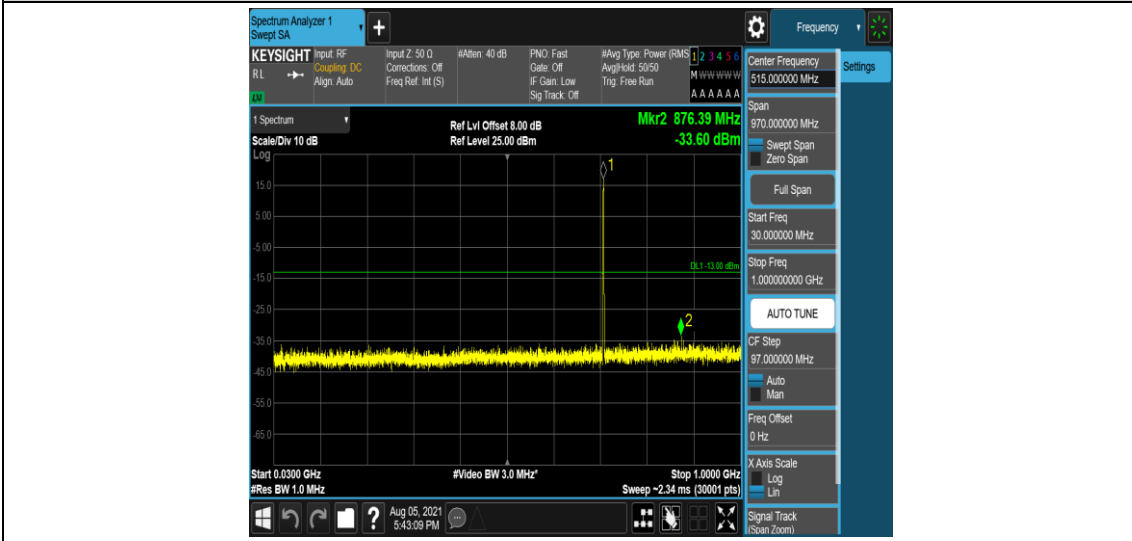 Spectrum Analyzer 1
Swept SA
+
Frequency
KEYSIGHT
RL
LXI
Input: RF
Coupling: DC
Align: Auto
Input Z: 50 Ω
Corrections: Off
Freq Ref: Int (S)
#Atten: 40 dB
PNO: Fast
Gate: Off
IF Gain: Low
Sig Track: Off
#Avg Type: Power (RMS
Avg|Hold: 50/50
Trig: Free Run
1 2 3 4 5 6
M W W W W W
A A A A A A
1 Spectrum
Scale/Div 10 dB
Log
Ref Lvl Offset 8.00 dB
Ref Level 25.00 dBm
Mkr2 876.39 MHz
-33.60 dBm
1
15.0
5.00
-5.00
DL1 -13.00 dBm
-15.0
-25.0
2
-35.0
-45.0
-55.0
-65.0
Start 0.0300 GHz
#Res BW 1.0 MHz
#Video BW 3.0 MHz*
Stop 1.0000 GHz
Sweep ~2.34 ms (30001 pts)
?
Aug 05, 2021
5:43:09 PM
Center Frequency
515.000000 MHz
Settings
Span
970.000000 MHz
Swept Span
Zero Span
Full Span
Start Freq
30.000000 MHz
Stop Freq
1.000000000 GHz
AUTO TUNE
CF Step
97.000000 MHz
Auto
Man
Freq Offset
0 Hz
X Axis Scale
Log
Lin
Signal Track
(Span Zoom)